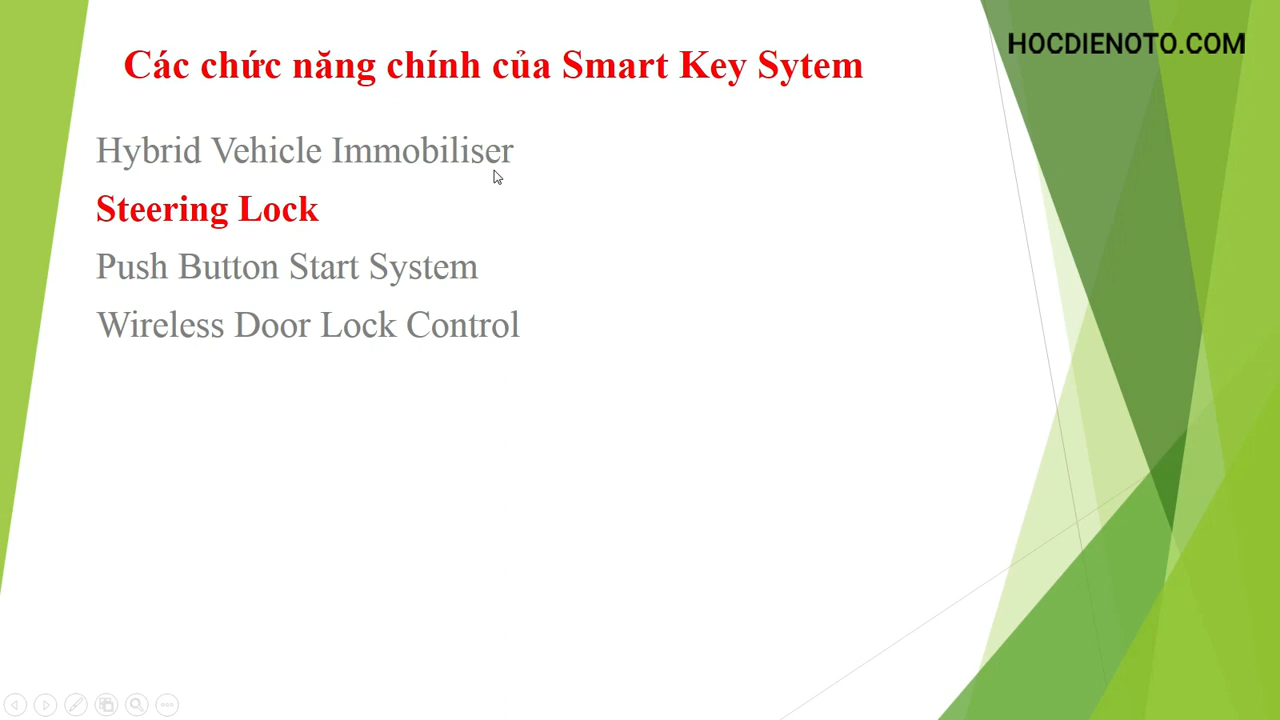 HOCDIENOTO.COM
Các chức năng chính của Smart Key Sytem
Hybrid Vehicle Immobiliser
Steering Lock
Push Button Start System
Wireless Door Lock Control